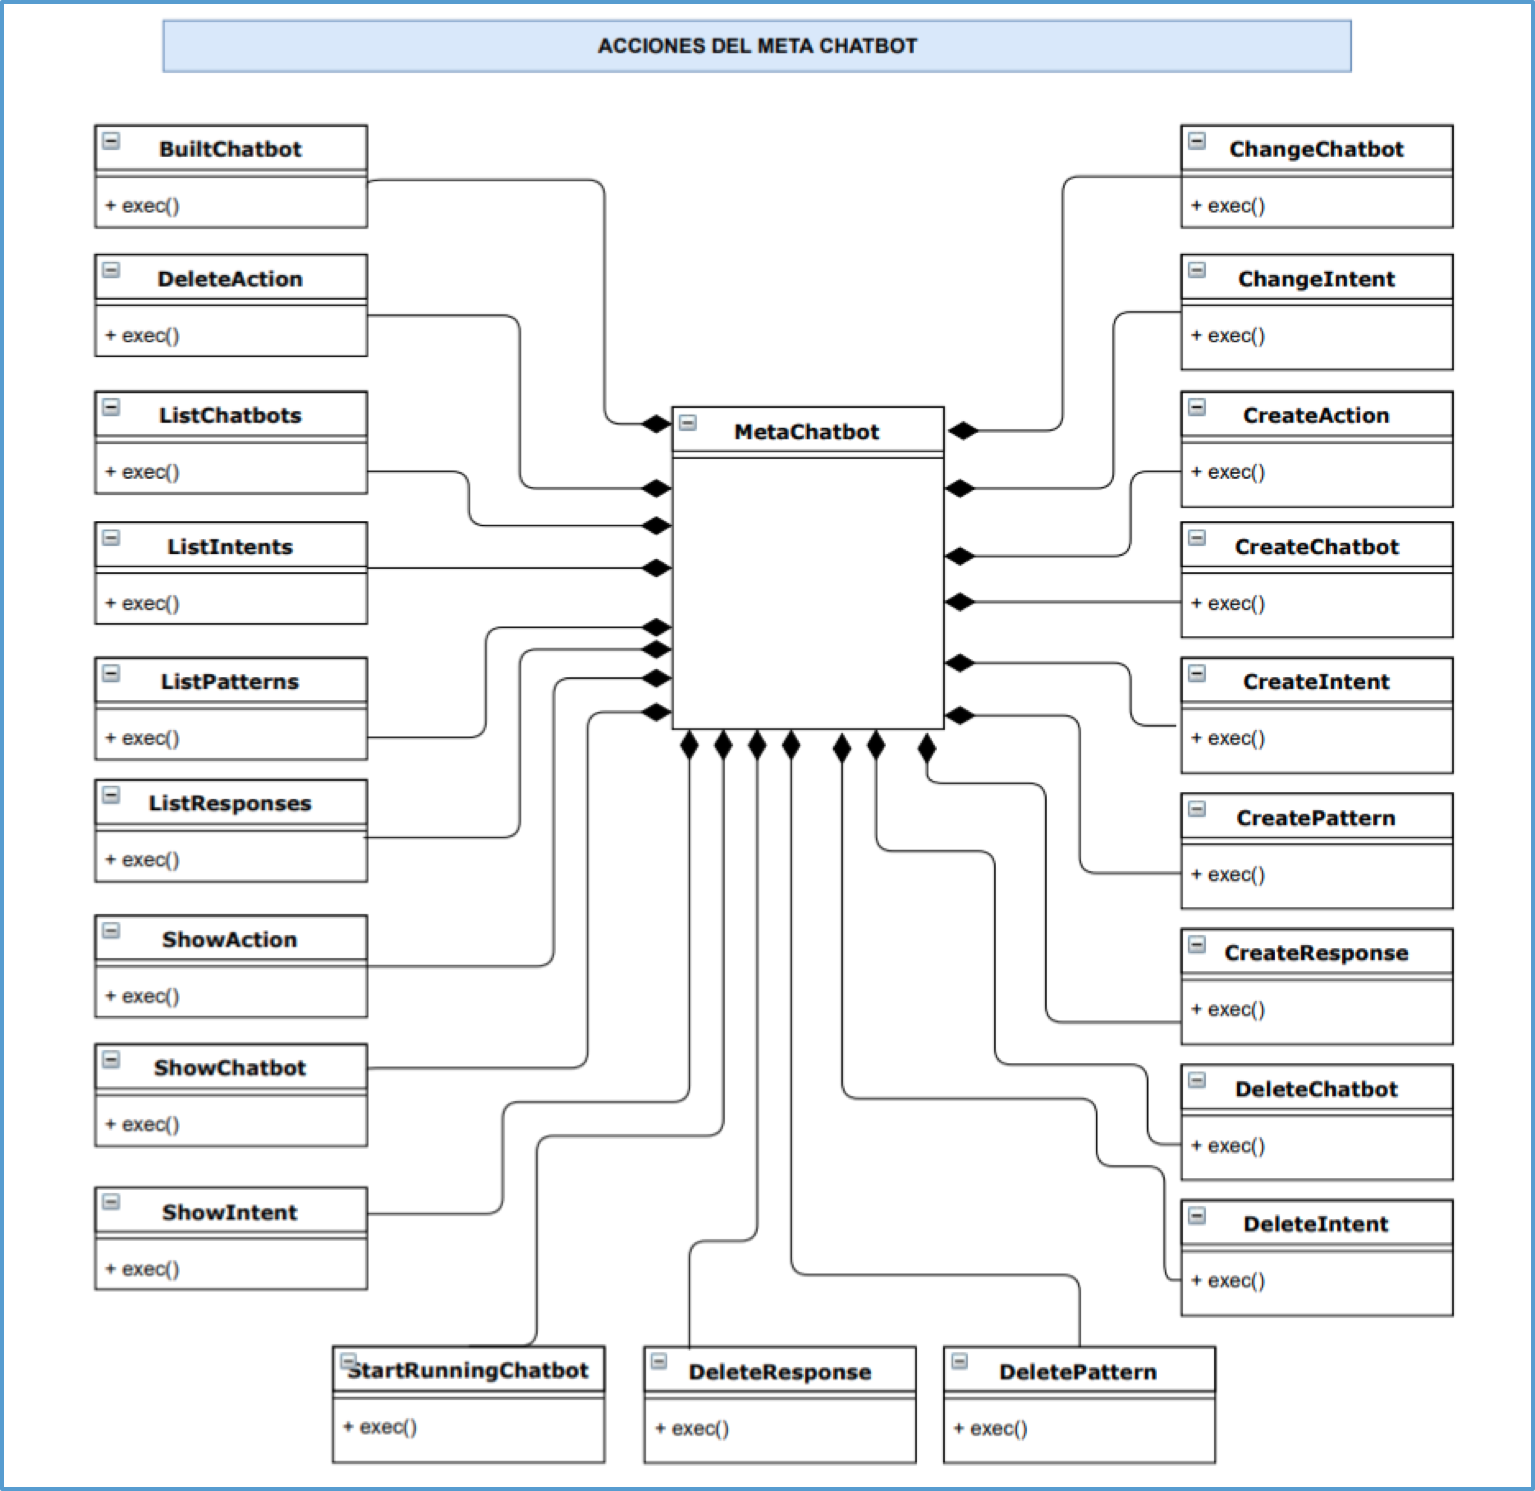 ACCIONES DEL META CHATBOT
BuiltChatbot
+ exec()
DeleteAction
+ exec()
ListChatbots
+ exec()
ListIntents
+ exec()
ListPatterns
+ exec()
ListResponses
+ exec()
ShowAction
+ exec()
ShowChatbot
+ exec()
ShowIntent
+ exec()
MetaChatbot
ChangeChatbot
+ exec()
ChangeIntent
+ exec()
CreateAction
+ exec()
CreateChatbot
+ exec()
CreateIntent
+ exec()
CreatePattern
+ exec()
CreateResponse
+ exec()
DeleteChatbot
+ exec()
DeleteIntent
+ exec()
StartRunningChatbot
+ exec()
DeleteResponse
+ exec()
DeletePattern
+ exec()